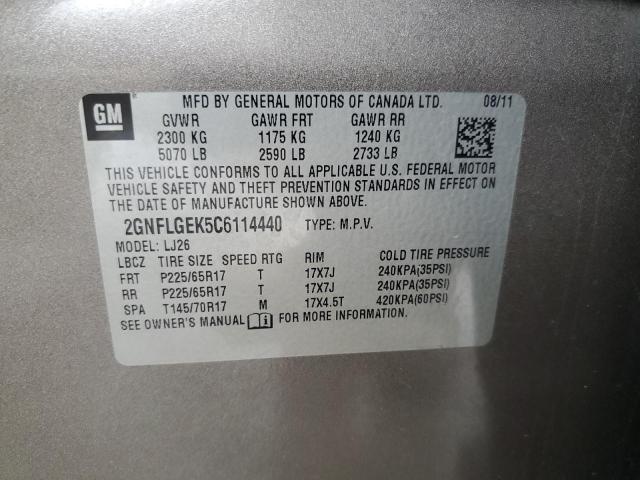 GM
MFD BY GENERAL MOTORS OF CANADA LTD. 08/11
GVWR GAWR FRT GAWR RR
2300 KG 1175 KG 1240 KG
5070 LB 2590 LB 2733 LB
THIS VEHICLE CONFORMS TO ALL APPLICABLE U.S. FEDERAL MOTOR
VEHICLE SAFETY AND THEFT PREVENTION STANDARDS IN EFFECT ON
THE DATE OF MANUFACTURE SHOWN ABOVE.
2GNFLGEK5C6114440 TYPE: M.P.V.
MODEL: LJ26
LBCZ TIRE SIZE SPEED RTG RIM COLD TIRE PRESSURE
FRT P225/65R17 T 17X7J 240KPA(35PSI)
RR P225/65R17 T 17X7J 240KPA(35PSI)
SPA T145/70R17 M 17X4.5T 420KPA(60PSI)
SEE OWNER'S MANUAL FOR MORE INFORMATION.